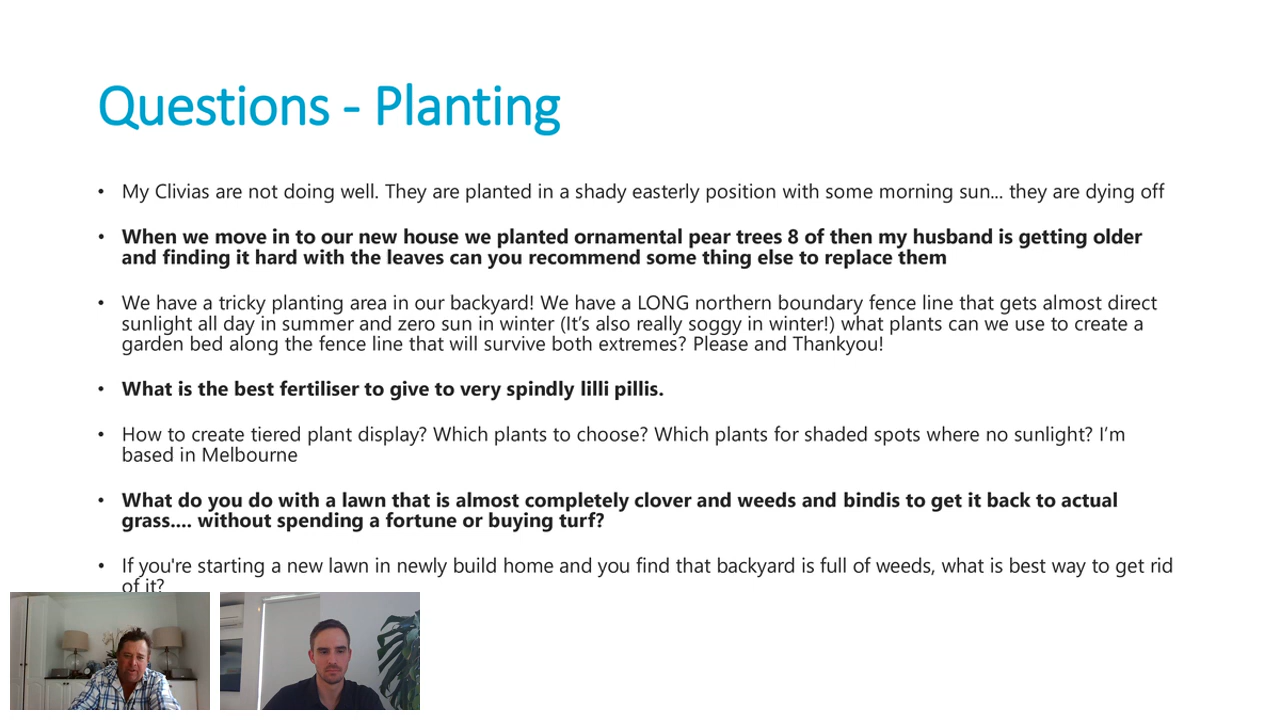 Questions - Planting
• My Clivias are not doing well. They are planted in a shady easterly position with some morning sun... they are dying off
• When we move in to our new house we planted ornamental pear trees 8 of then my husband is getting older
and finding it hard with the leaves can you recommend some thing else to replace them
• We have a tricky planting area in our backyard! We have a LONG northern boundary fence line that gets almost direct
sunlight all day in summer and zero sun in winter (It’s also really soggy in winter!) what plants can we use to create a
garden bed along the fence line that will survive both extremes? Please and Thankyou!
• What is the best fertiliser to give to very spindly lilli pillis.
• How to create tiered plant display? Which plants to choose? Which plants for shaded spots where no sunlight? I’m
based in Melbourne
• What do you do with a lawn that is almost completely clover and weeds and bindis to get it back to actual
grass.... without spending a fortune or buying turf?
• If you're starting a new lawn in newly build home and you find that backyard is full of weeds, what is best way to get rid
of it?